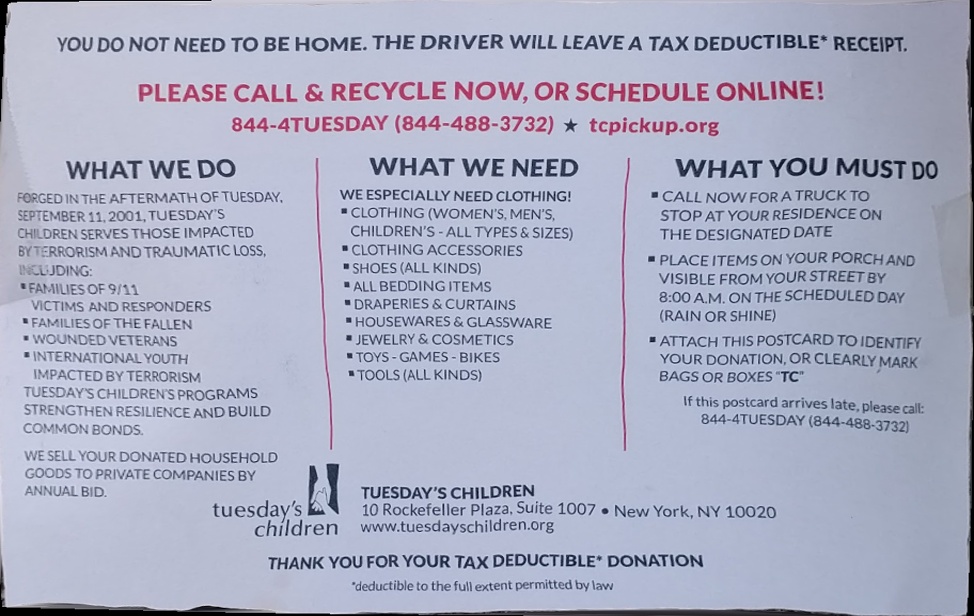 YOU DO NOT NEED TO BE HOME. THE DRIVER WILL LEAVE A TAX DEDUCTIBLE* RECEIPT.
PLEASE CALL & RECYCLE NOW, OR SCHEDULE ONLINE!
844-4TUESDAY (844-488-3732) ★ tcpickup.org
WHAT WE DO
FORGED IN THE AFTERMATH OF TUESDAY,
SEPTEMBER 11, 2001, TUESDAY'S
CHILDREN SERVES THOSE IMPACTED
BY TERRORISM AND TRAUMATIC LOSS,
INCLUDING:
▪ FAMILIES OF 9/11
VICTIMS AND RESPONDERS
▪ FAMILIES OF THE FALLEN
▪ WOUNDED VETERANS
▪ INTERNATIONAL YOUTH
IMPACTED BY TERRORISM
TUESDAY'S CHILDREN'S PROGRAMS
STRENGTHEN RESILIENCE AND BUILD
COMMON BONDS.
WE SELL YOUR DONATED HOUSEHOLD
GOODS TO PRIVATE COMPANIES BY
ANNUAL BID.
WHAT WE NEED
WE ESPECIALLY NEED CLOTHING!
▪ CLOTHING (WOMEN'S, MEN'S,
CHILDREN'S - ALL TYPES & SIZES)
▪ CLOTHING ACCESSORIES
▪ SHOES (ALL KINDS)
▪ ALL BEDDING ITEMS
▪ DRAPERIES & CURTAINS
▪ HOUSEWARES & GLASSWARE
▪ JEWELRY & COSMETICS
▪ TOYS - GAMES - BIKES
▪ TOOLS (ALL KINDS)
WHAT YOU MUST DO
▪ CALL NOW FOR A TRUCK TO
STOP AT YOUR RESIDENCE ON
THE DESIGNATED DATE
▪ PLACE ITEMS ON YOUR PORCH AND
VISIBLE FROM YOUR STREET BY
8:00 A.M. ON THE SCHEDULED DAY
(RAIN OR SHINE)
▪ ATTACH THIS POSTCARD TO IDENTIFY
YOUR DONATION, OR CLEARLY MARK
BAGS OR BOXES "TC"
If this postcard arrives late, please call:
844-4TUESDAY (844-488-3732)
tuesday's
children
TUESDAY'S CHILDREN
10 Rockefeller Plaza, Suite 1007 • New York, NY 10020
www.tuesdayschildren.org
THANK YOU FOR YOUR TAX DEDUCTIBLE* DONATION
*deductible to the full extent permitted by law